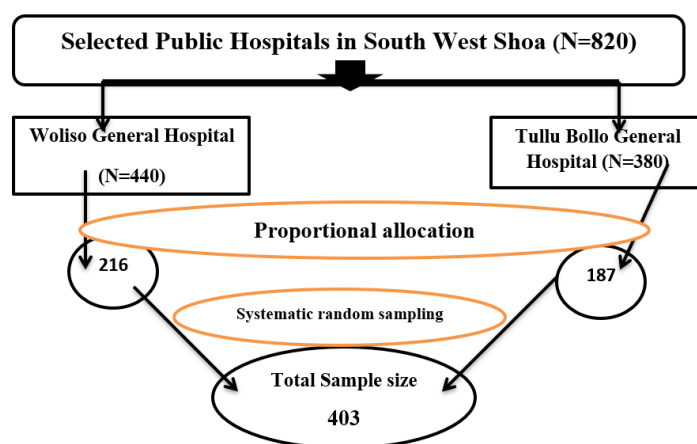 Selected Public Hospitals in South West Shoa (N=820)
Woliso General Hospital
(N=440)
Tullu Bollo General
Hospital (N=380)
Proportional allocation
216
187
Systematic random sampling
Total Sample size
403